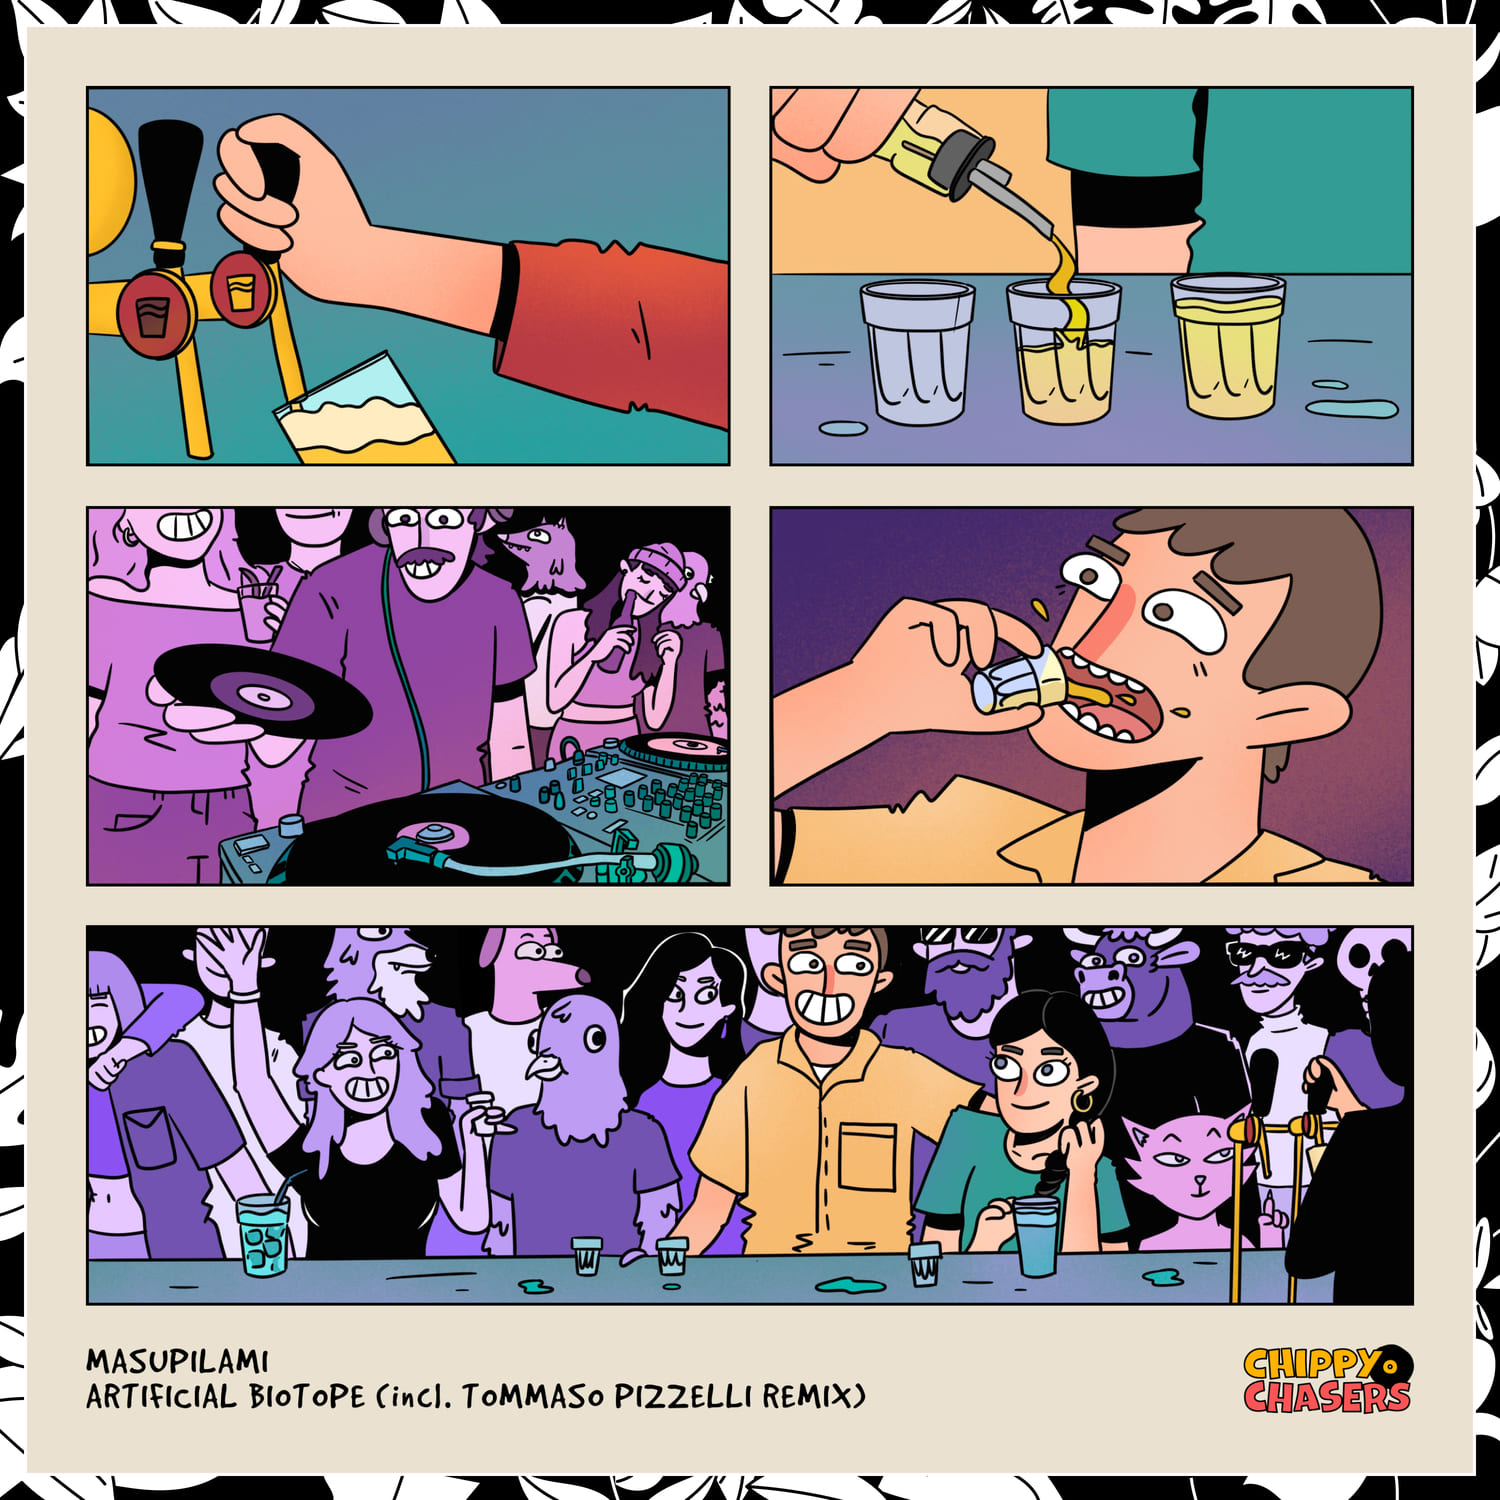 MASUPILAMI
ARTIFICIAL BIOTOPE (incl. TOMMASO PIZZELLI REMIX)
CHIPPY
CHASERS